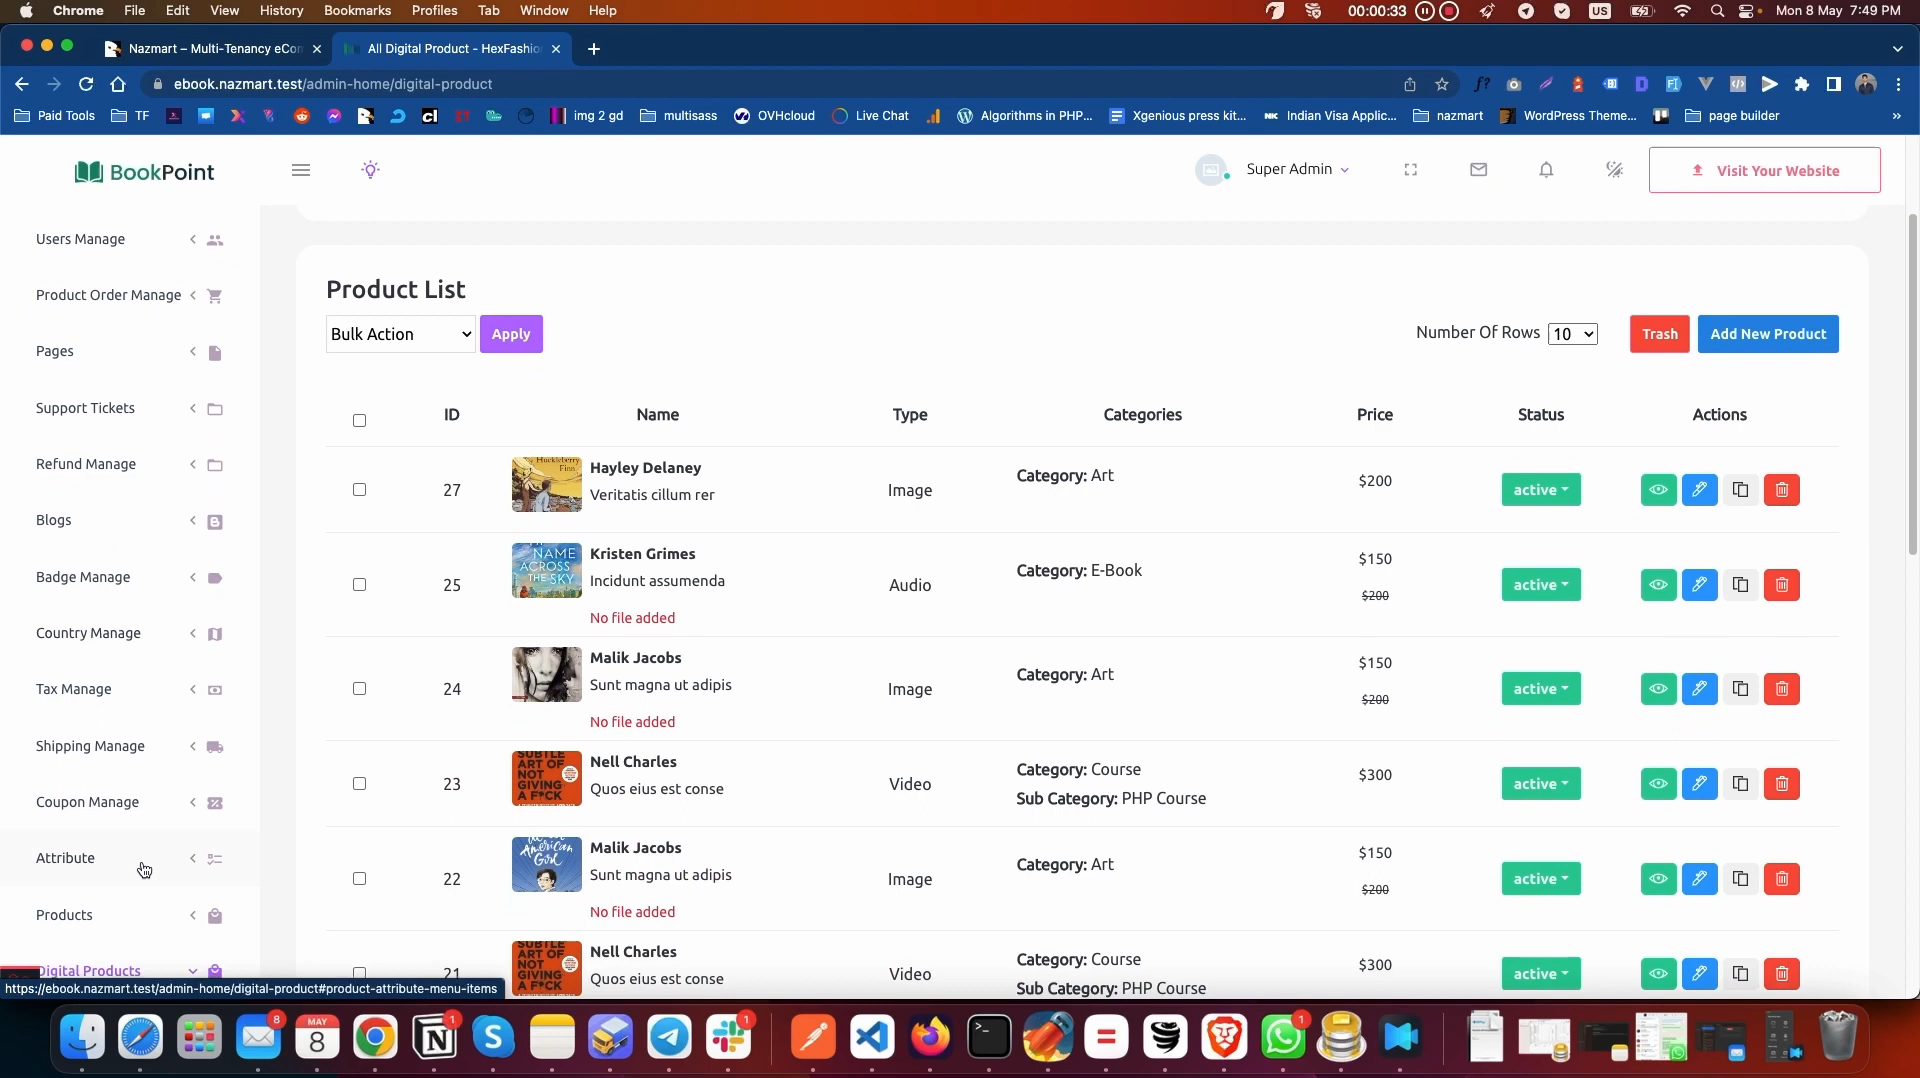 Chrome File Edit View History Bookmarks Profiles Tab Window Help 00:00:33 US Mon 8 May 7:49 PM
Nazmart – Multi-Tenancy eCom
All Digital Product - HexFashio
ebook.nazmart.test/admin-home/digital-product
Paid Tools TF img 2 gd multisass OVHcloud Live Chat Algorithms in PHP... Xgenious press kit... Indian Visa Applic... nazmart WordPress Theme... page builder »
BookPoint
Super Admin
Visit Your Website
Users Manage
Product Order Manage
Pages
Support Tickets
Refund Manage
Blogs
Badge Manage
Country Manage
Tax Manage
Shipping Manage
Coupon Manage
Attribute
Products
Digital Products
Product List
Bulk Action Apply
Number Of Rows 10 Trash Add New Product
ID Name Type Categories Price Status Actions
27 Hayley Delaney
Veritatis cillum rer
Image Category: Art $200 active
25 Kristen Grimes
Incidunt assumenda
No file added
Audio Category: E-Book $150
$200
active
24 Malik Jacobs
Sunt magna ut adipis
No file added
Image Category: Art $150
$200
active
23 Nell Charles
Quos eius est conse
Video Category: Course
Sub Category: PHP Course
$300 active
22 Malik Jacobs
Sunt magna ut adipis
No file added
Image Category: Art $150
$200
active
21 Nell Charles
Quos eius est conse
Video Category: Course
Sub Category: PHP Course
$300 active
https://ebook.nazmart.test/admin-home/digital-product#product-attribute-menu-items
8
MAY
8
1
1
1